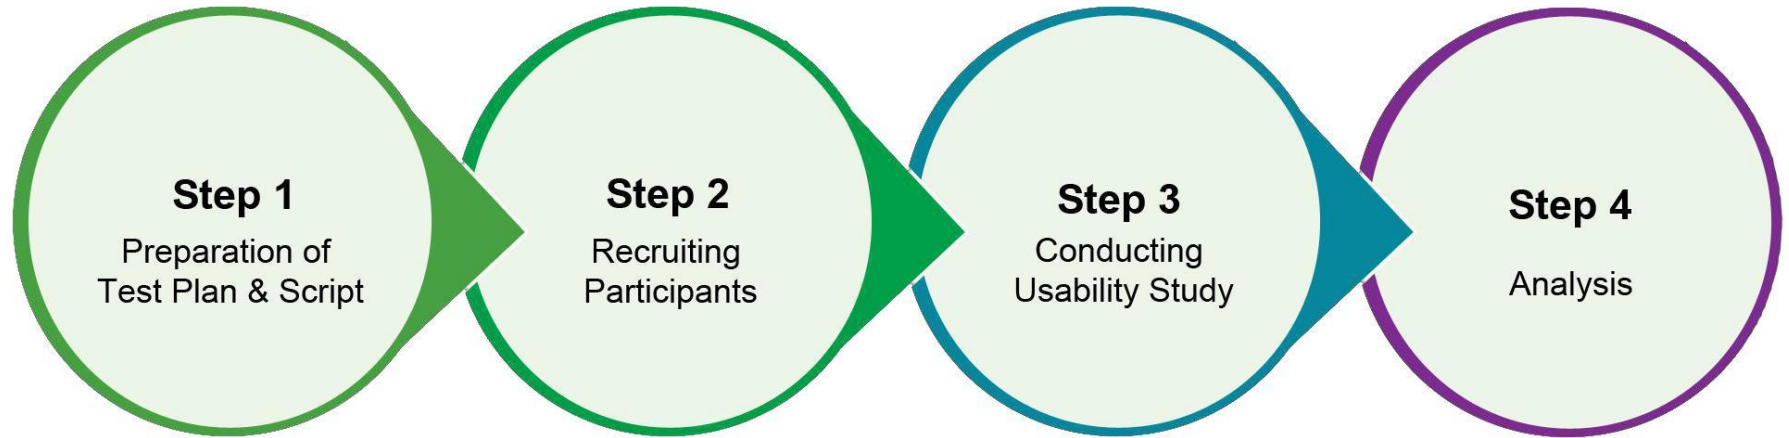 Step 1
Preparation of
Test Plan & Script
Step 2
Recruiting
Participants
Step 3
Conducting
Usability Study
Step 4
Analysis